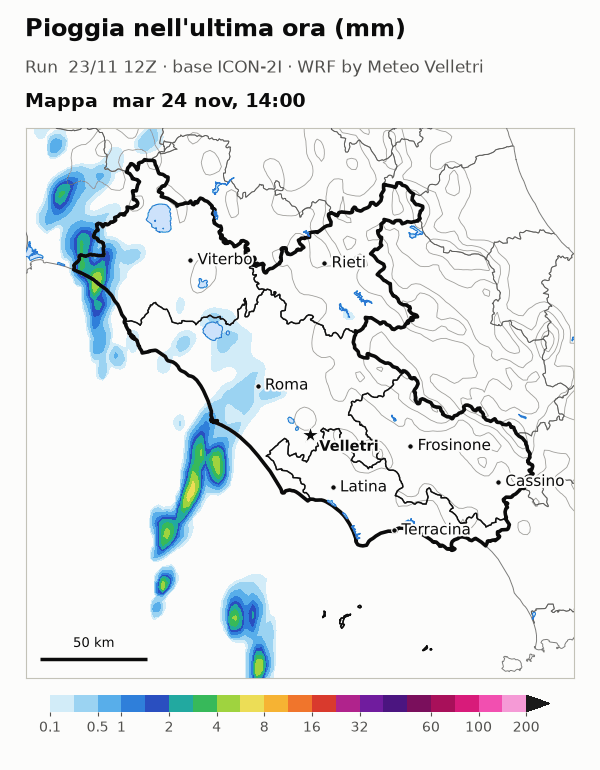 Pioggia nell'ultima ora (mm)
Run  23/11 12Z · base ICON-2I · WRF by Meteo Velletri
Mappa  mar 24 nov, 14:00
Viterbo
Rieti
Roma
Velletri
Frosinone
Latina
Cassino
Terracina
50 km
0.1 0.5 1 2 4 8 16 32 60 100 200